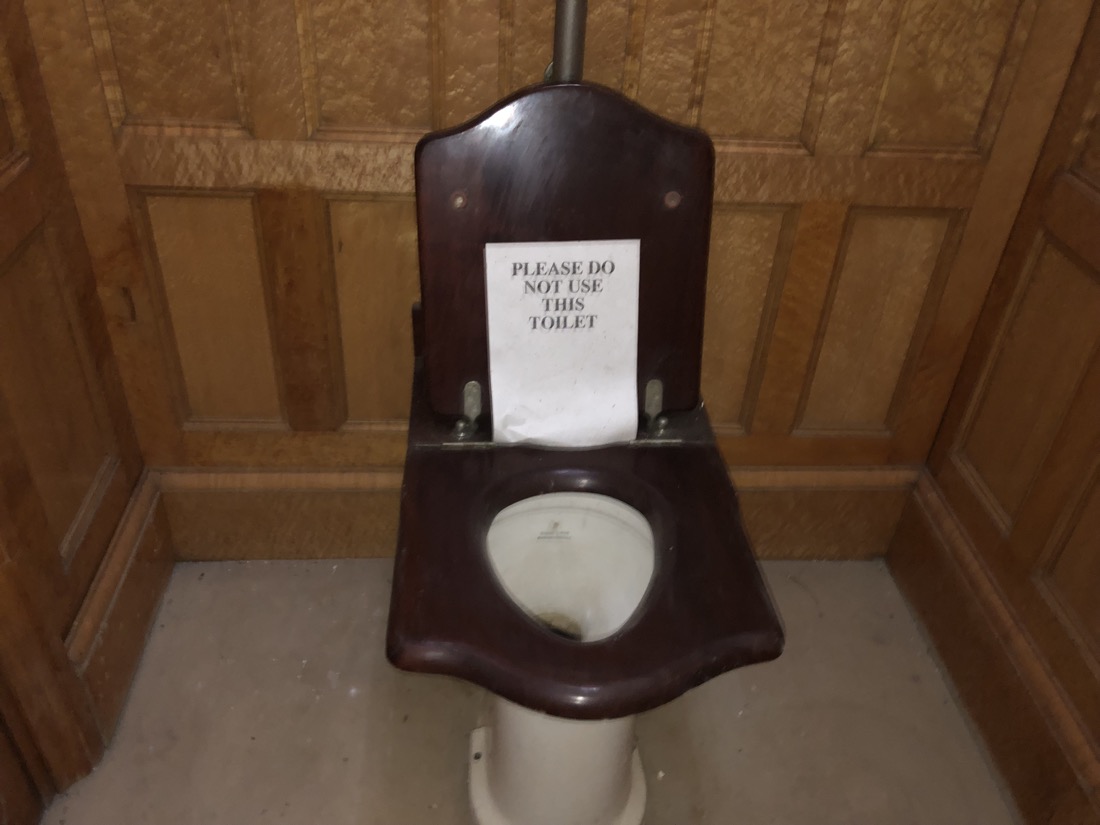 PLEASE DO
NOT USE
THIS
TOILET